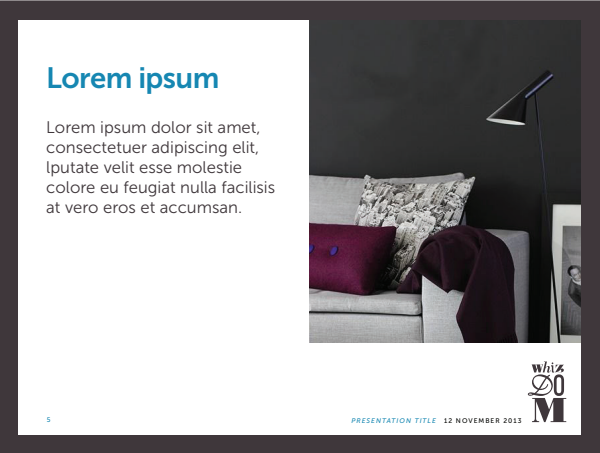 Lorem ipsum
Lorem ipsum dolor sit amet,
consectetuer adipiscing elit,
lputate velit esse molestie
colore eu feugiat nulla facilisis
at vero eros et accumsan.
5
PRESENTATION TITLE 12 NOVEMBER 2013
whiz
DO
M